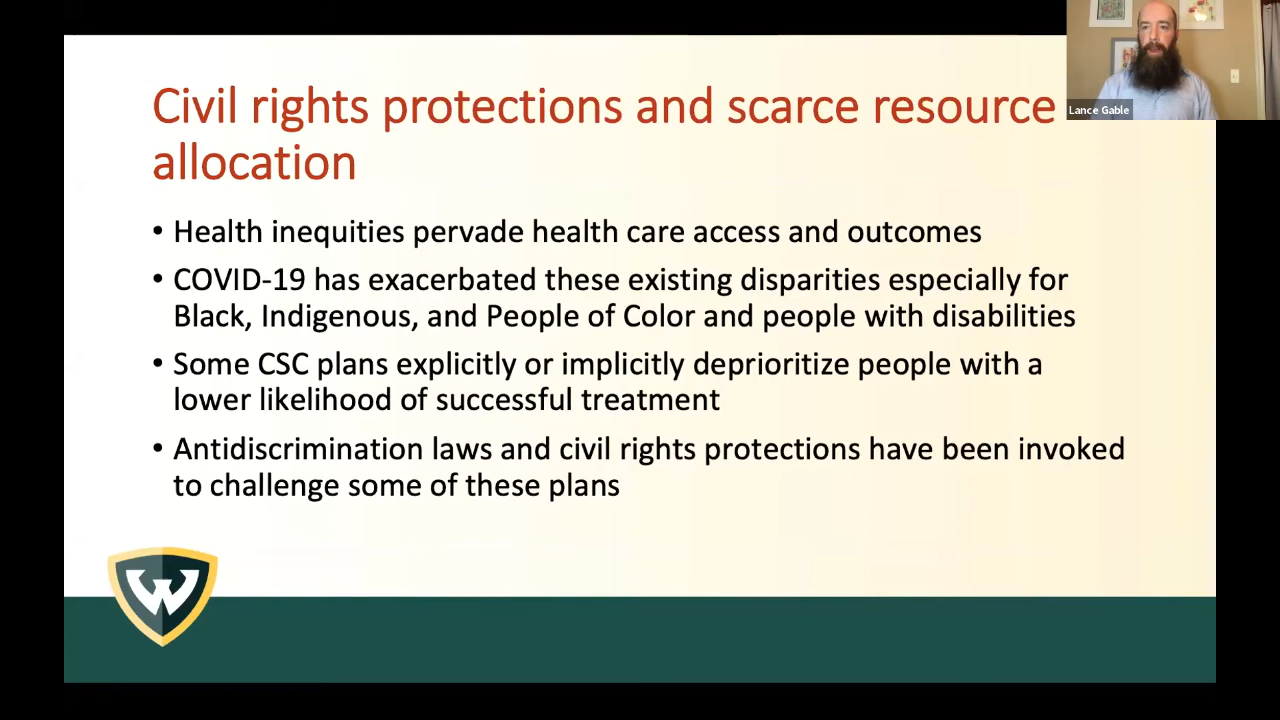 Civil rights protections and scarce resource
allocation
• Health inequities pervade health care access and outcomes
• COVID-19 has exacerbated these existing disparities especially for
Black, Indigenous, and People of Color and people with disabilities
• Some CSC plans explicitly or implicitly deprioritize people with a
lower likelihood of successful treatment
• Antidiscrimination laws and civil rights protections have been invoked
to challenge some of these plans
Lance Gable
W